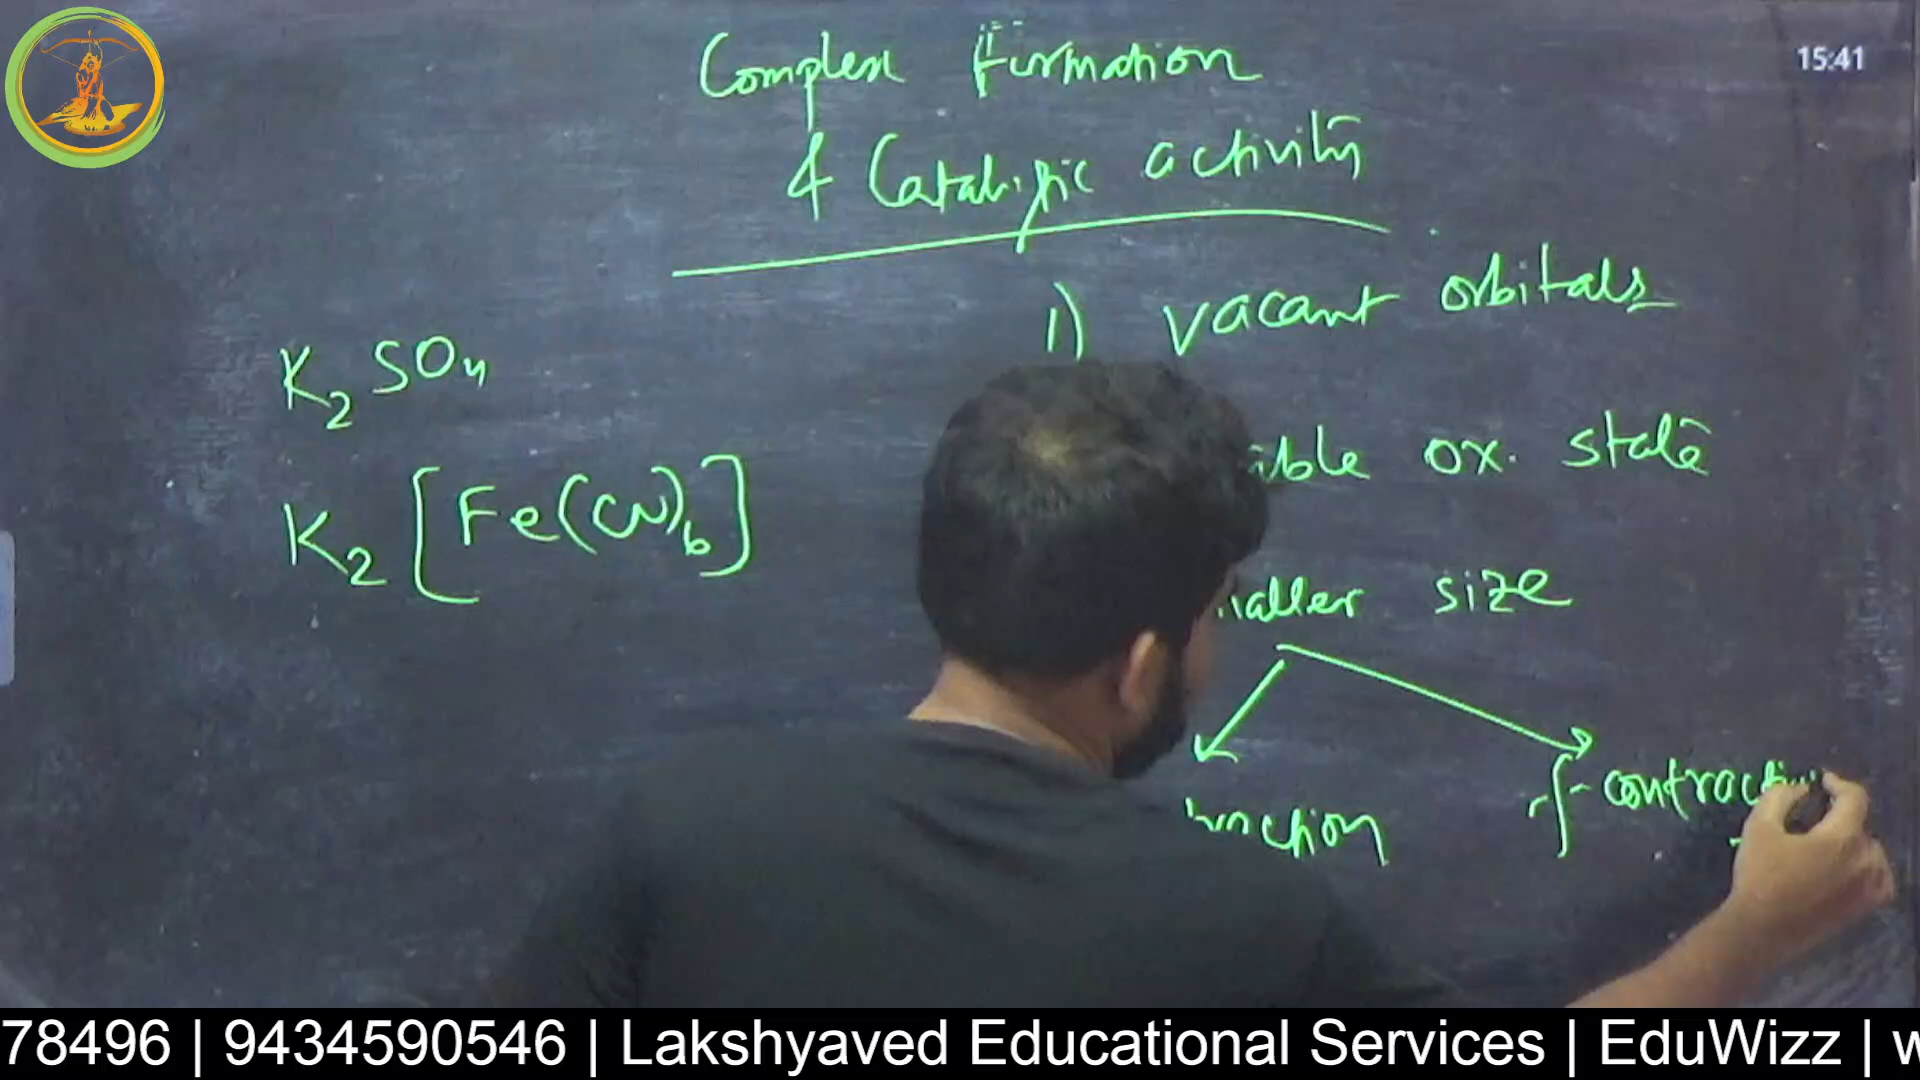 15:41
Complex Formation
& Catalytic activity
1) vacant orbitals
K2SO4
ox. state
K2[Fe(CN)6]
size
contraction
78496 | 9434590546 | Lakshyaved Educational Services | EduWizz | w